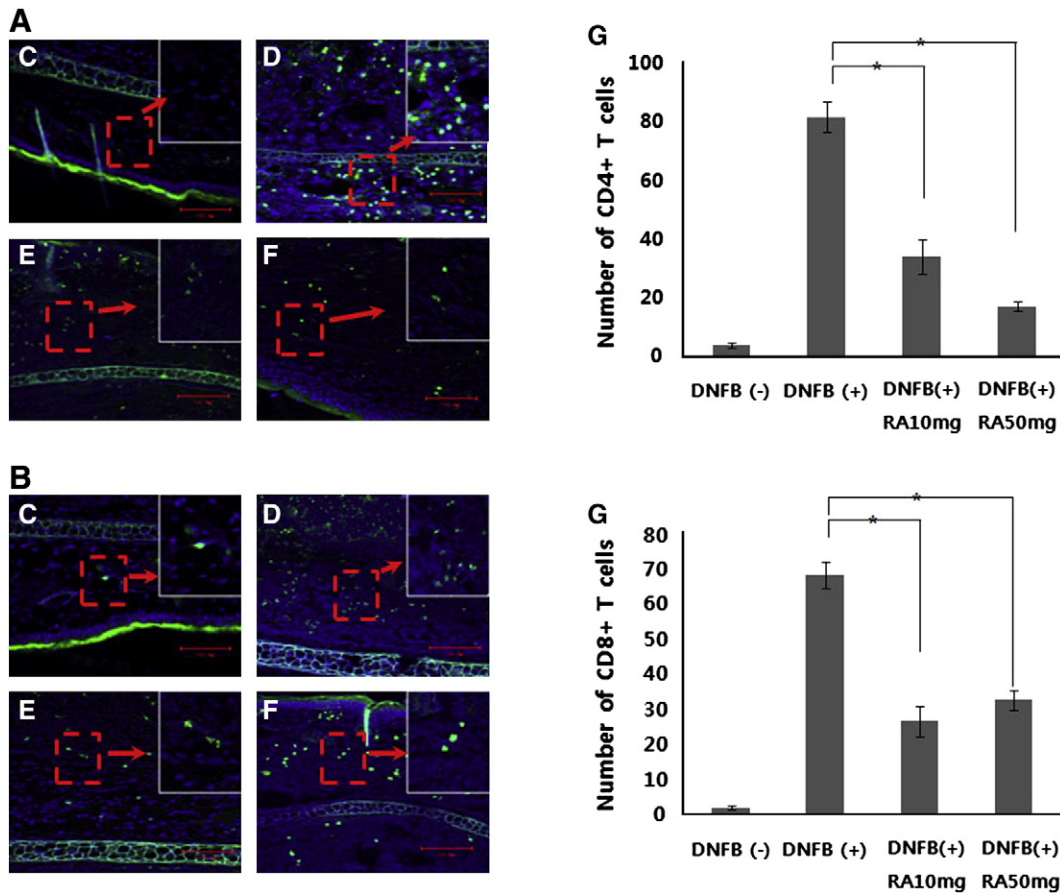 A
C
D
E
F
G
Number of CD4+ T cells
100
80
60
40
20
0
*
*
DNFB (-)
DNFB (+)
DNFB(+)
RA10mg
DNFB(+)
RA50mg
B
C
D
E
F
G
Number of CD8+ T cells
80
70
60
50
40
30
20
10
0
*
*
DNFB (-)
DNFB (+)
DNFB(+)
RA10mg
DNFB(+)
RA50mg